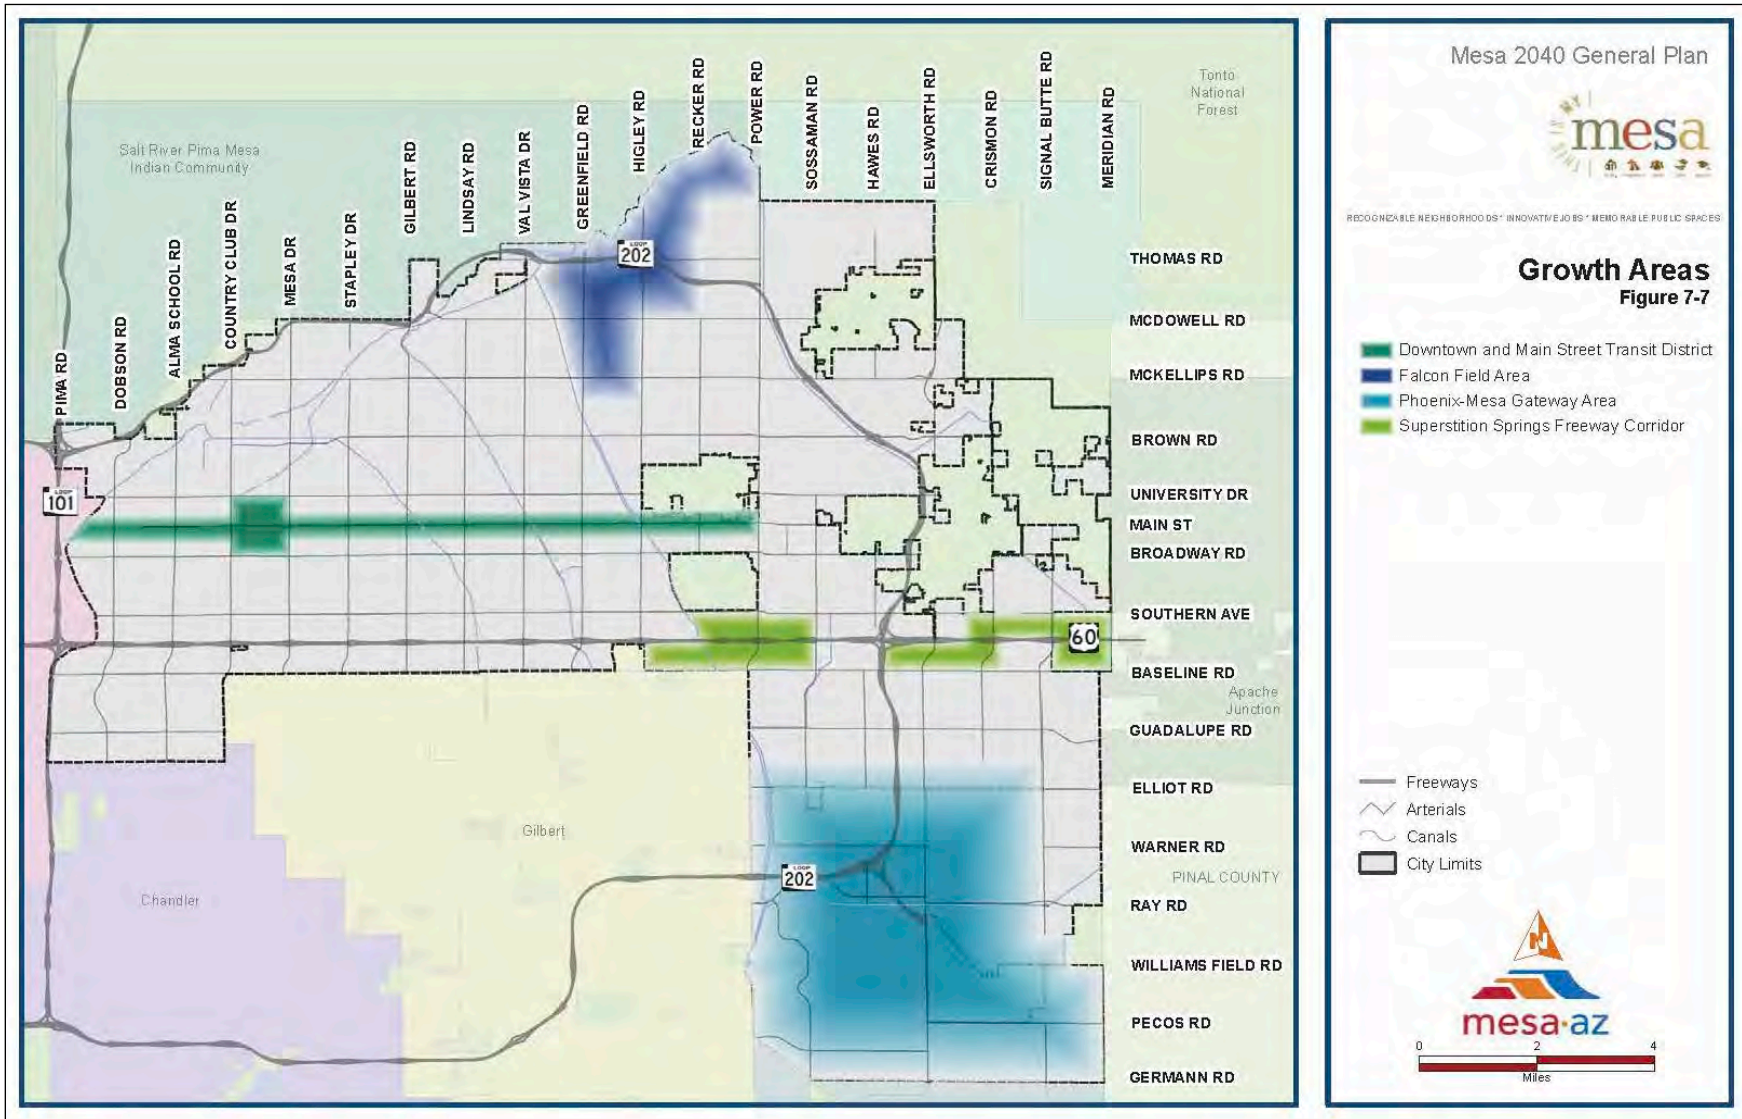 Mesa 2040 General Plan
mesa
RECOGNIZABLE NEIGHBORHOODS * INNOVATIVE JOBS * MEMORABLE PUBLIC SPACES
Growth Areas
Figure 7-7
Downtown and Main Street Transit District
Falcon Field Area
Phoenix-Mesa Gateway Area
Superstition Springs Freeway Corridor
Freeways
Arterials
Canals
City Limits
N
mesa·az
0 2 4
Miles
PIMA RD
DOBSON RD
ALMA SCHOOL RD
COUNTRY CLUB DR
MESA DR
STAPLEY DR
GILBERT RD
LINDSAY RD
VAL VISTA DR
GREENFIELD RD
HIGLEY RD
RECKER RD
POWER RD
SOSSAMAN RD
HAWES RD
ELLSWORTH RD
CRISMON RD
SIGNAL BUTTE RD
MERIDIAN RD
Tonto
National
Forest
Salt River Pima Mesa
Indian Community
THOMAS RD
MCDOWELL RD
MCKELLIPS RD
BROWN RD
UNIVERSITY DR
MAIN ST
BROADWAY RD
SOUTHERN AVE
BASELINE RD
GUADALUPE RD
ELLIOT RD
WARNER RD
RAY RD
WILLIAMS FIELD RD
PECOS RD
GERMANN RD
LOOP
202
LOOP
101
60
LOOP
202
Apache
Junction
PINAL COUNTY
Gilbert
Chandler